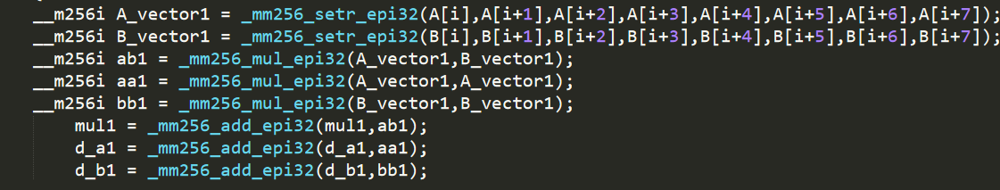 __m256i A_vector1 = _mm256_setr_epi32(A[i],A[i+1],A[i+2],A[i+3],A[i+4],A[i+5],A[i+6],A[i+7]);
__m256i B_vector1 = _mm256_setr_epi32(B[i],B[i+1],B[i+2],B[i+3],B[i+4],B[i+5],B[i+6],B[i+7]);
__m256i ab1 = _mm256_mul_epi32(A_vector1,B_vector1);
__m256i aa1 = _mm256_mul_epi32(A_vector1,A_vector1);
__m256i bb1 = _mm256_mul_epi32(B_vector1,B_vector1);
mul1 = _mm256_add_epi32(mul1,ab1);
d_a1 = _mm256_add_epi32(d_a1,aa1);
d_b1 = _mm256_add_epi32(d_b1,bb1);